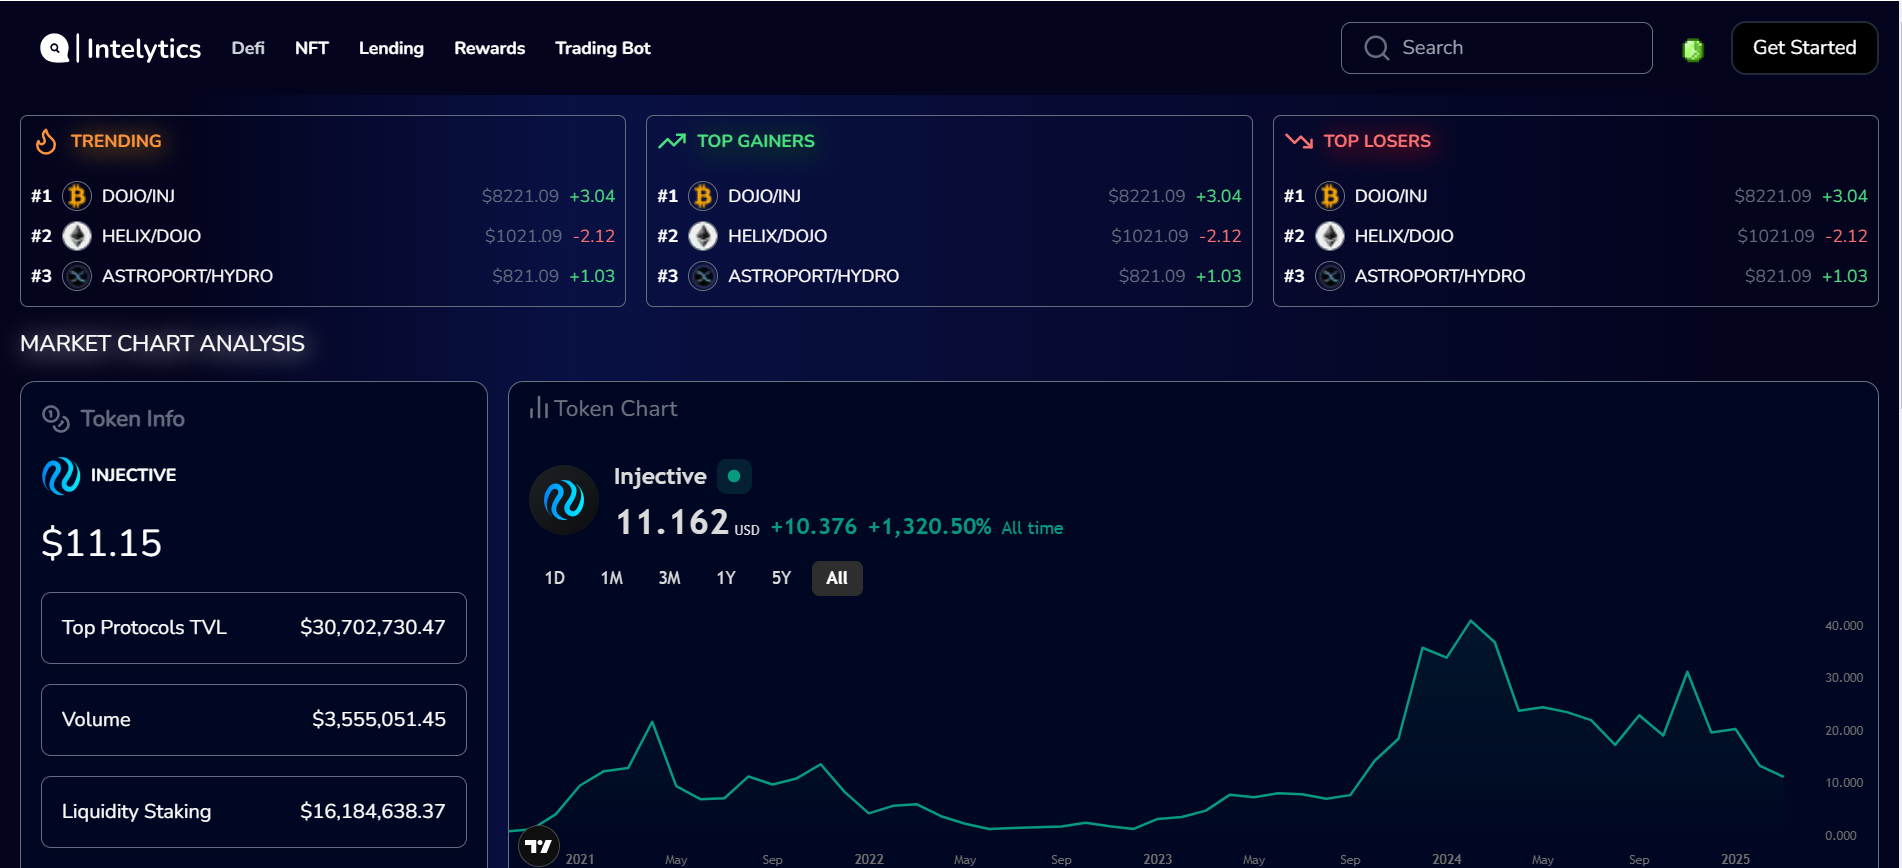 Intelytics Defi NFT Lending Rewards Trading Bot Search Get Started
TRENDING
#1 DOJO/INJ $8221.09 +3.04
#2 HELIX/DOJO $1021.09 -2.12
#3 ASTROPORT/HYDRO $821.09 +1.03
TOP GAINERS
#1 DOJO/INJ $8221.09 +3.04
#2 HELIX/DOJO $1021.09 -2.12
#3 ASTROPORT/HYDRO $821.09 +1.03
TOP LOSERS
#1 DOJO/INJ $8221.09 +3.04
#2 HELIX/DOJO $1021.09 -2.12
#3 ASTROPORT/HYDRO $821.09 +1.03
MARKET CHART ANALYSIS
Token Info
INJECTIVE
$11.15
Top Protocols TVL $30,702,730.47
Volume $3,555,051.45
Liquidity Staking $16,184,638.37
Token Chart
Injective
11.162 USD +10.376 +1,320.50% All time
1D 1M 3M 1Y 5Y All
40.000
30.000
20.000
10.000
0.000
2021 May Sep 2022 May Sep 2023 May Sep 2024 May Sep 2025